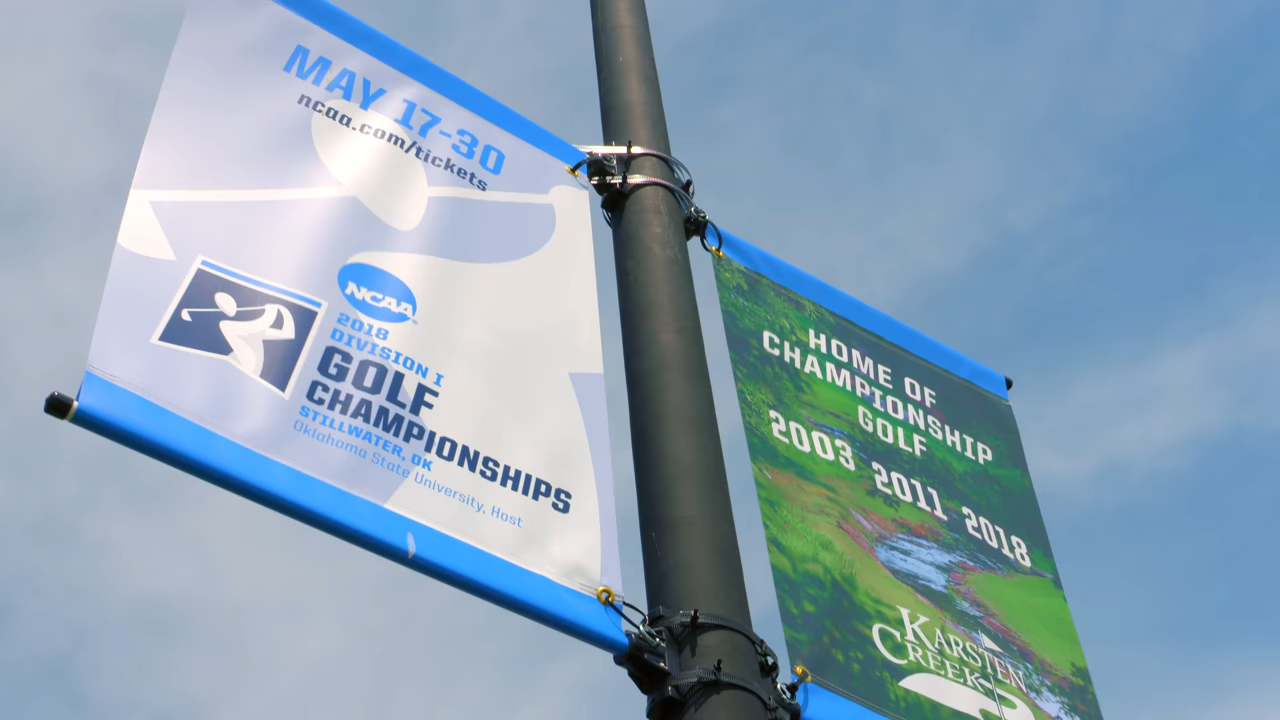 MAY 17-30
ncaa.com/tickets
NCAA
2018
DIVISION I
GOLF
CHAMPIONSHIPS
STILLWATER, OK
Oklahoma State University, Host
HOME OF
CHAMPIONSHIP
GOLF
2003 2011 2018
KARSTEN
CREEK